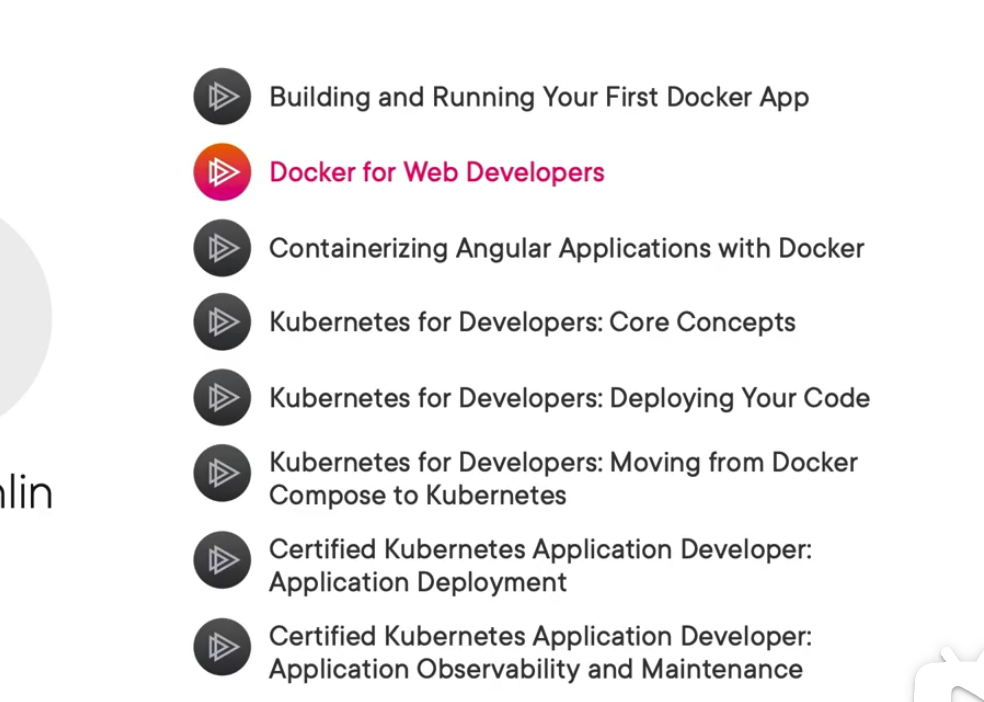 Building and Running Your First Docker App
Docker for Web Developers
Containerizing Angular Applications with Docker
Kubernetes for Developers: Core Concepts
Kubernetes for Developers: Deploying Your Code
Kubernetes for Developers: Moving from Docker
Compose to Kubernetes
lin
Certified Kubernetes Application Developer:
Application Deployment
Certified Kubernetes Application Developer:
Application Observability and Maintenance